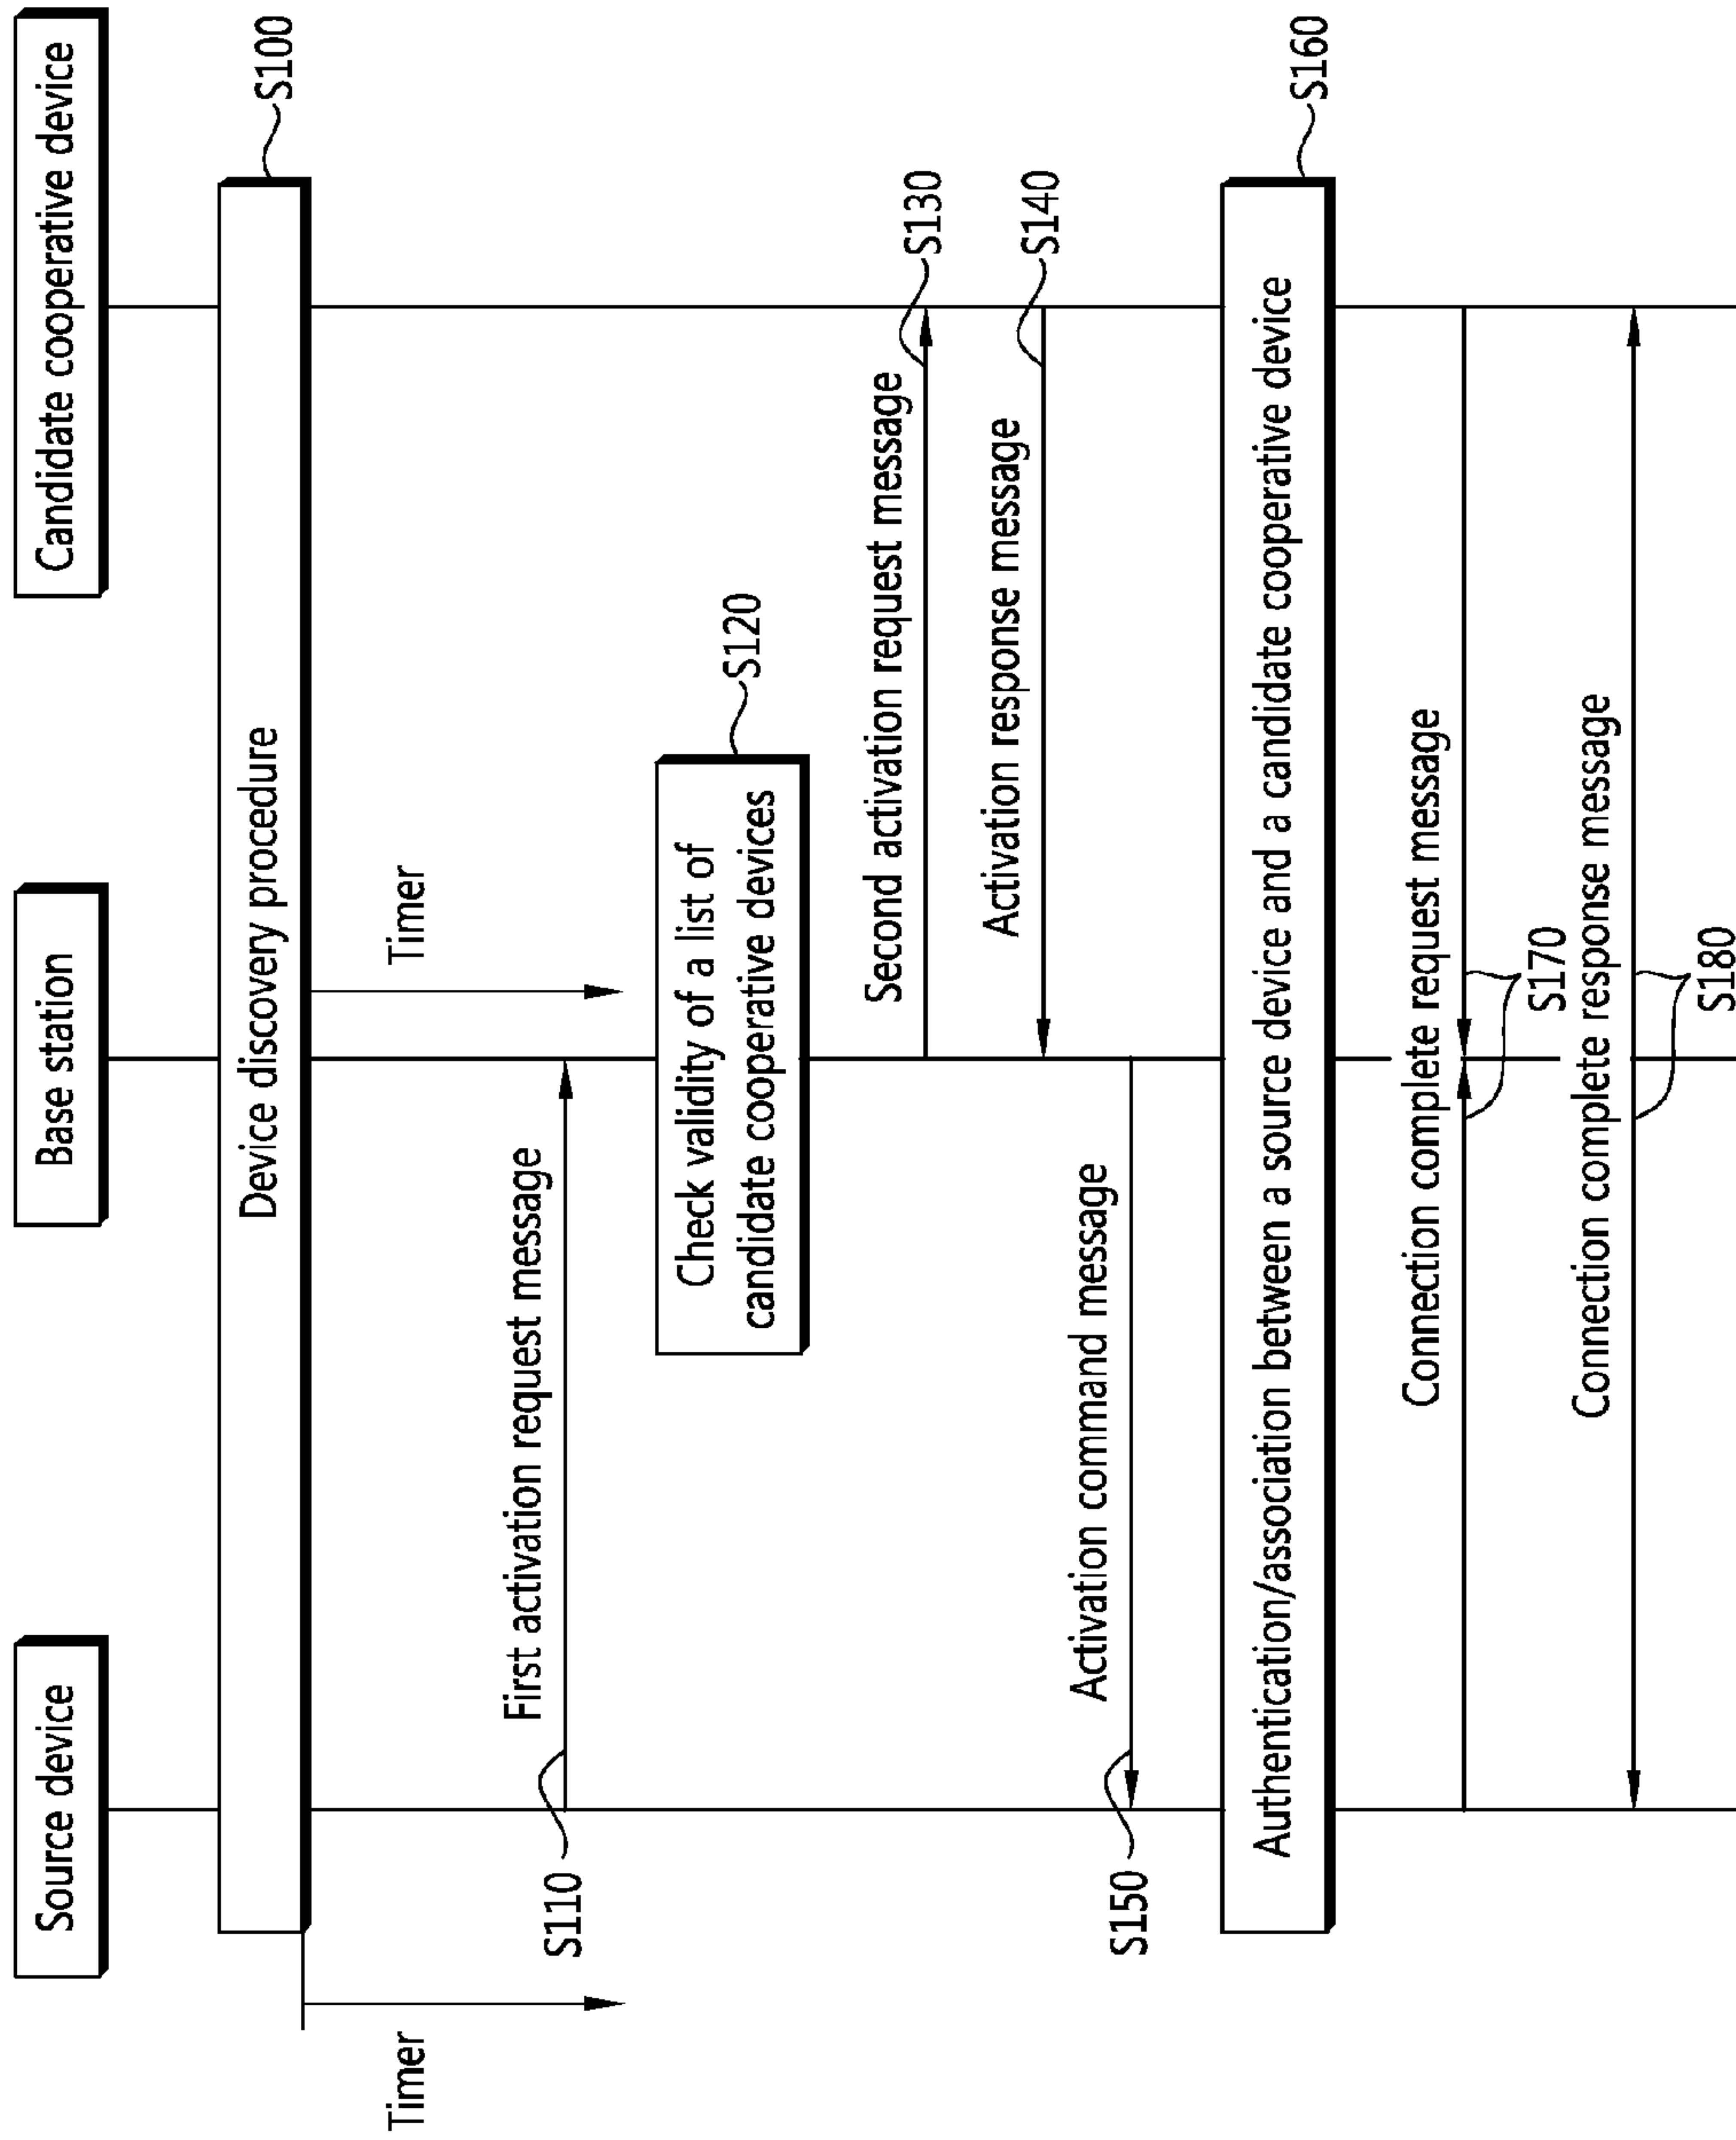 Source device
Base station
Candidate cooperative device
Device discovery procedure
S100
Timer
Timer
First activation request message
S110
Check validity of a list of
candidate cooperative devices
S120
Second activation request message
S130
Activation response message
S140
Activation command message
S150
Authentication/association between a source device and a candidate cooperative device
S160
Connection complete request message
S170
Connection complete response message
S180